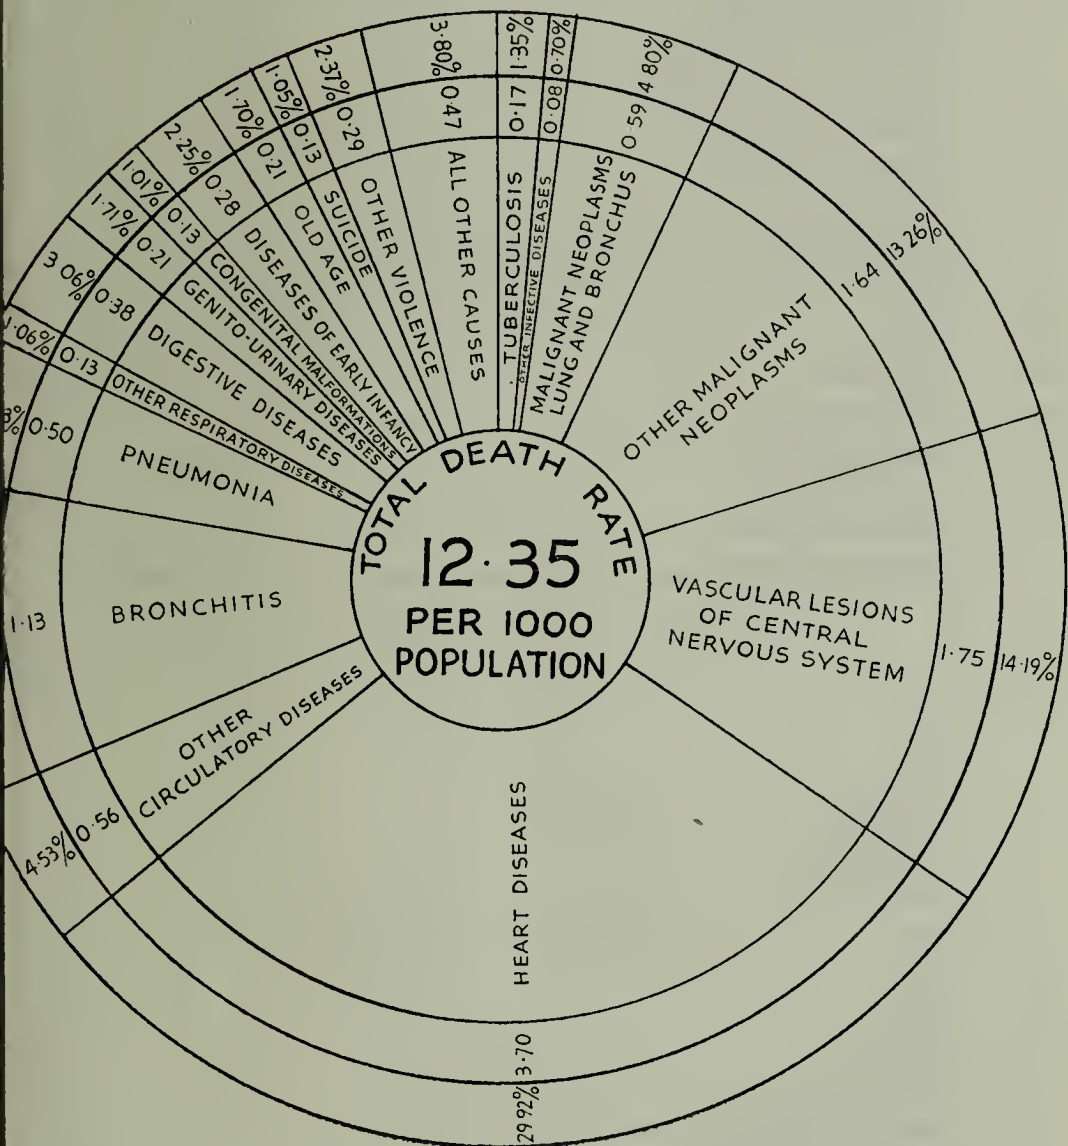 TOTAL DEATH RATE
12·35
PER 1000
POPULATION
TUBERCULOSIS
0·17
1·35%
OTHER INFECTIVE DISEASES
0·08
0·70%
MALIGNANT NEOPLASMS
LUNG AND BRONCHUS
0·59
4 80%
OTHER MALIGNANT
NEOPLASMS
1·64
13 26%
VASCULAR LESIONS
OF CENTRAL
NERVOUS SYSTEM
1·75
14·19%
HEART DISEASES
3·70
29 92%
OTHER
CIRCULATORY DISEASES
0·56
4·53%
BRONCHITIS
1·13
PNEUMONIA
0·50
OTHER RESPIRATORY DISEASES
0·13
1·06%
DIGESTIVE DISEASES
0·38
3 06%
GENITO-URINARY DISEASES
0·21
1·71%
CONGENITAL MALFORMATIONS
0·13
1·01%
DISEASES OF EARLY INFANCY
0·28
2·25%
OLD AGE
0·21
1·70%
SUICIDE
0·13
1·05%
OTHER VIOLENCE
0·29
2·37%
ALL OTHER CAUSES
0·47
3·80%